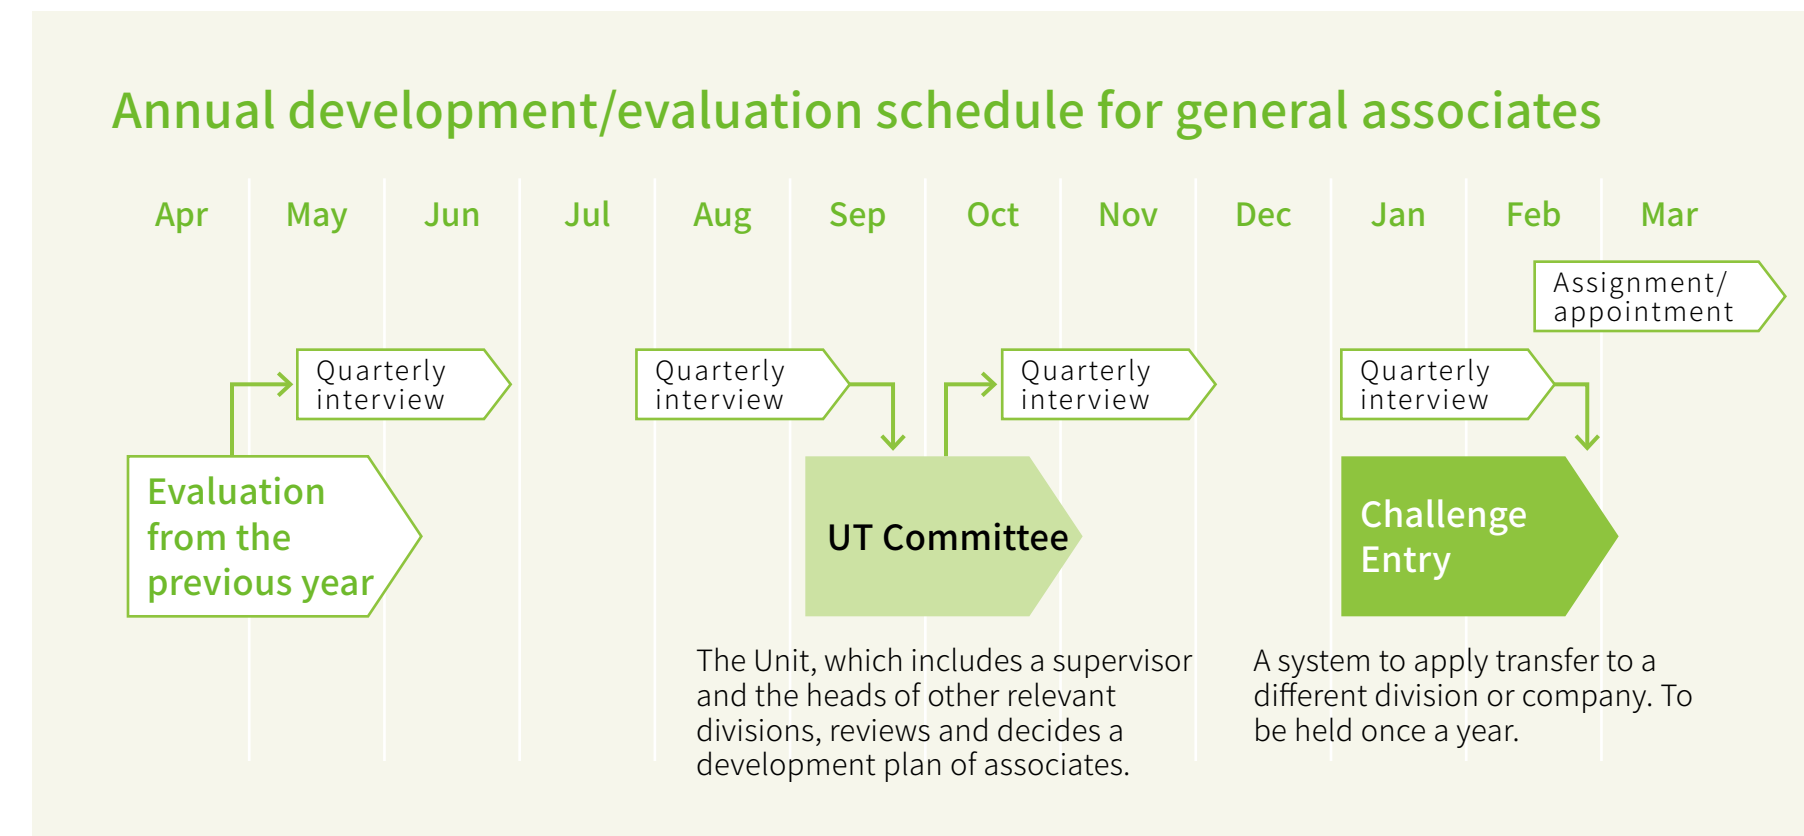 Annual development/evaluation schedule for general associates
Apr May Jun Jul Aug Sep Oct Nov Dec Jan Feb Mar
Assignment/
appointment
Quarterly
interview
Quarterly
interview
Quarterly
interview
Quarterly
interview
Evaluation
from the
previous year
UT Committee
Challenge
Entry
The Unit, which includes a supervisor
and the heads of other relevant
divisions, reviews and decides a
development plan of associates.
A system to apply transfer to a
different division or company. To
be held once a year.